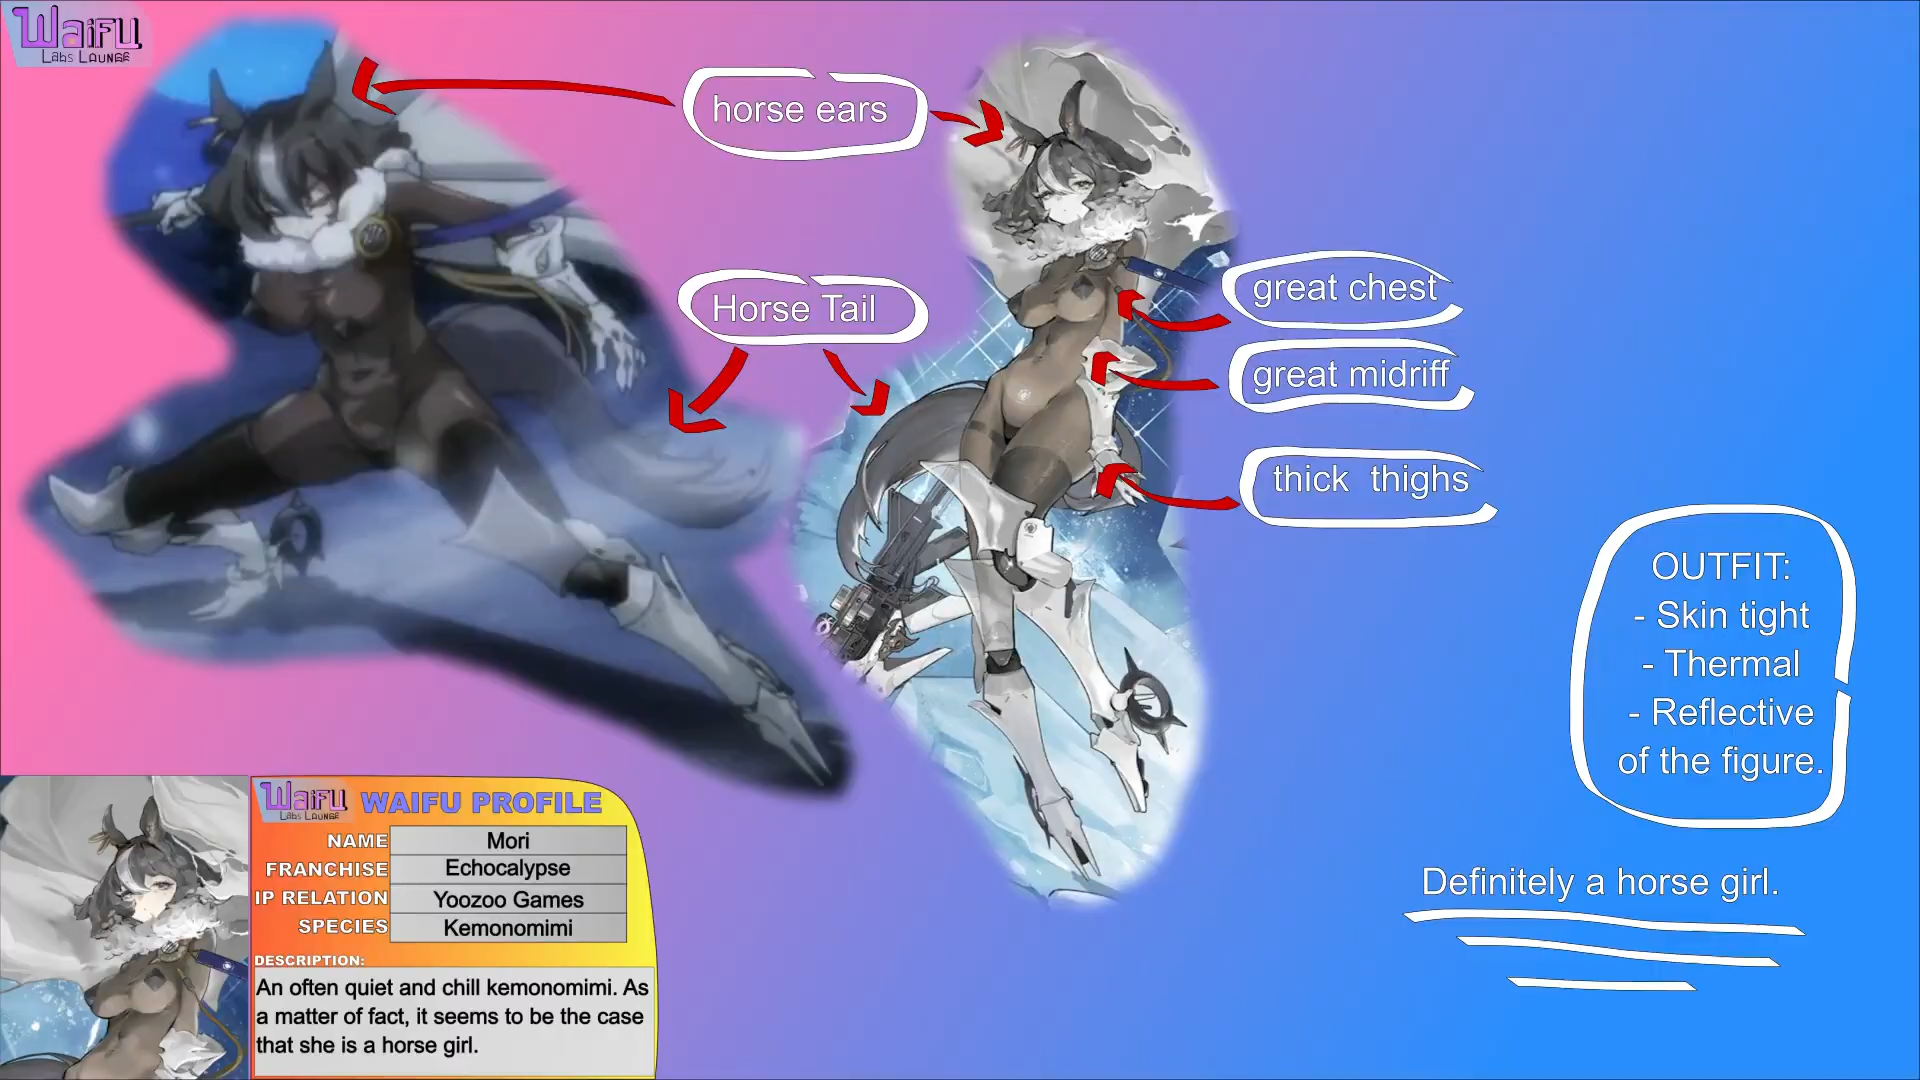 Waifu
Labs Lounge
horse ears
Horse Tail
great chest
great midriff
thick thighs
OUTFIT:
- Skin tight
- Thermal
- Reflective
of the figure.
Definitely a horse girl.
Waifu
Labs Lounge
WAIFU PROFILE
NAME Mori
FRANCHISE Echocalypse
IP RELATION Yoozoo Games
SPECIES Kemonomimi
DESCRIPTION:
An often quiet and chill kemonomimi. As
a matter of fact, it seems to be the case
that she is a horse girl.